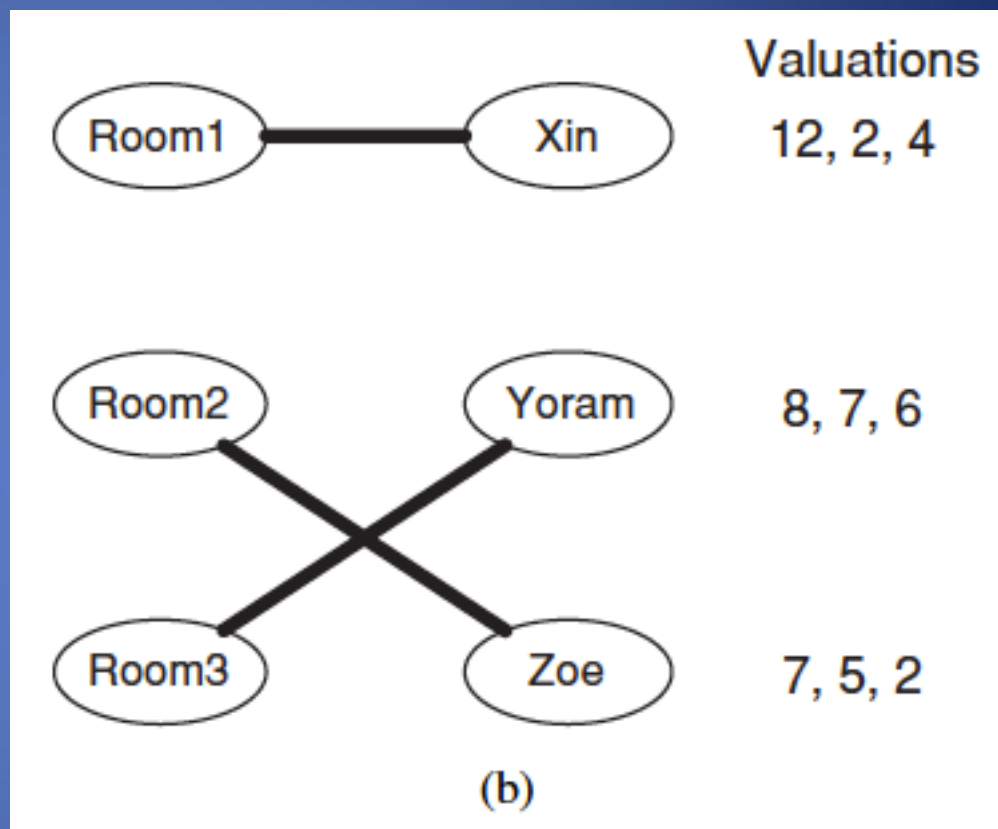 Valuations
Room1 Xin 12, 2, 4
Room2 Yoram 8, 7, 6
Room3 Zoe 7, 5, 2
(b)